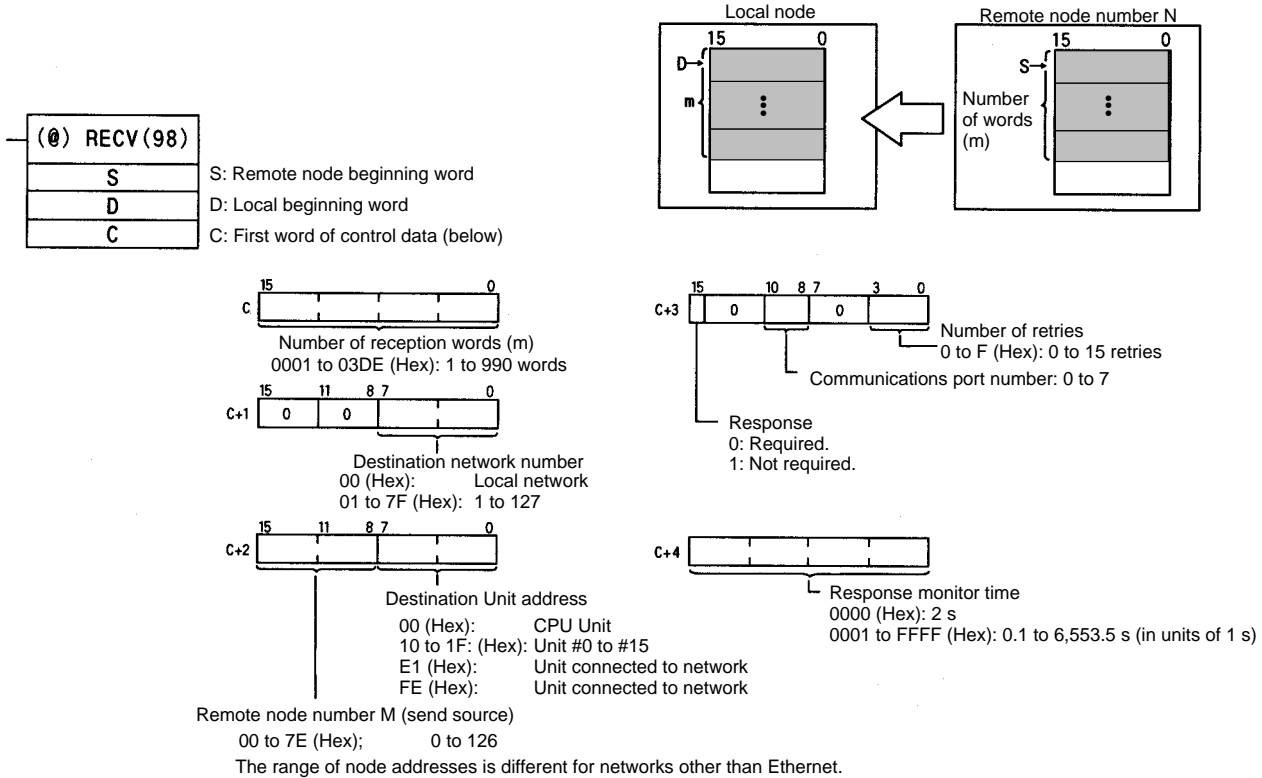 Local node
Remote node number N
15 0
15 0
D
S
m
Number
of words
(m)
(@) RECV(98)
S
D
C
S: Remote node beginning word
D: Local beginning word
C: First word of control data (below)
15 0
C
Number of reception words (m)
0001 to 03DE (Hex): 1 to 990 words
15 11 8 7 0
C+1 0 0
Destination network number
00 (Hex): Local network
01 to 7F (Hex): 1 to 127
15 11 8 7 0
C+2
Destination Unit address
00 (Hex): CPU Unit
10 to 1F: (Hex): Unit #0 to #15
E1 (Hex): Unit connected to network
FE (Hex): Unit connected to network
Remote node number M (send source)
00 to 7E (Hex); 0 to 126
The range of node addresses is different for networks other than Ethernet.
15 10 8 7 3 0
C+3 0 0
Number of retries
0 to F (Hex): 0 to 15 retries
Communications port number: 0 to 7
Response
0: Required.
1: Not required.
C+4
Response monitor time
0000 (Hex): 2 s
0001 to FFFF (Hex): 0.1 to 6,553.5 s (in units of 1 s)